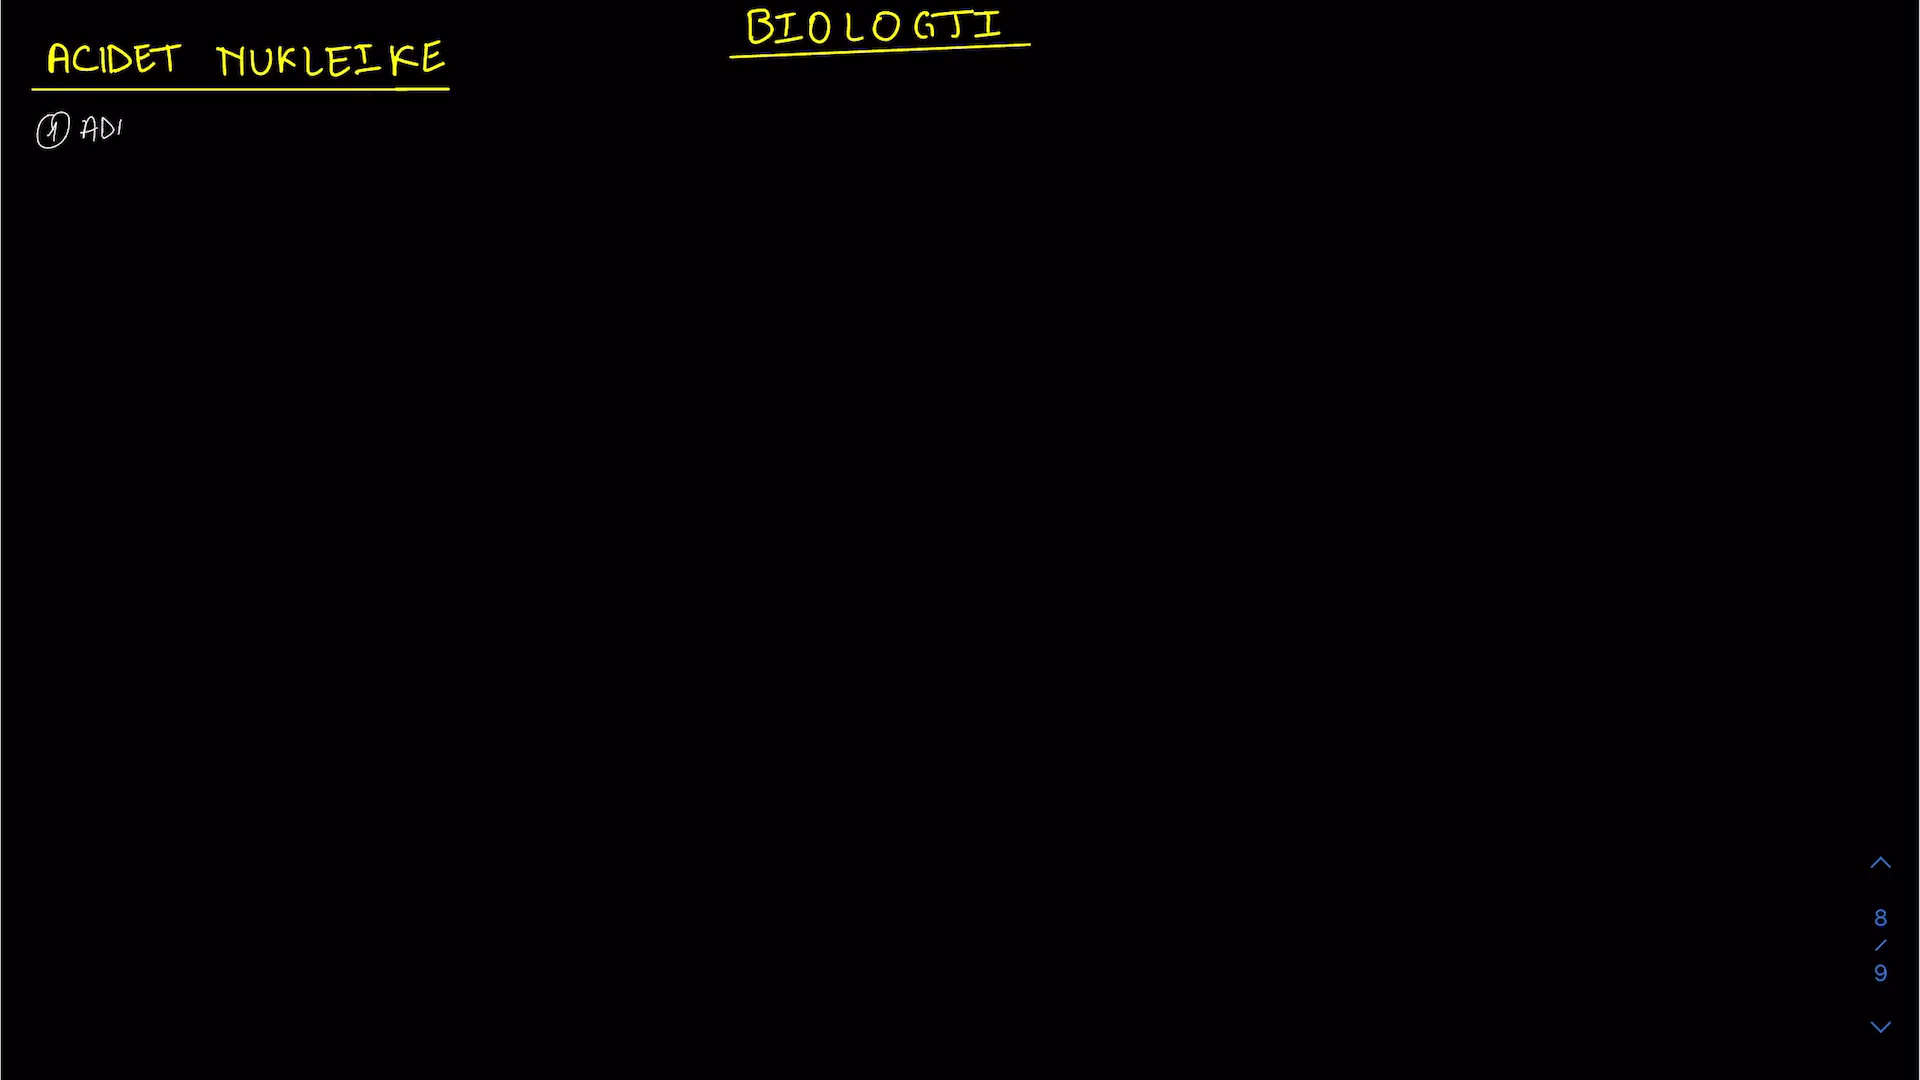 BIOLOGJI
ACIDET NUKLEIKE
① ADI
8
/
9